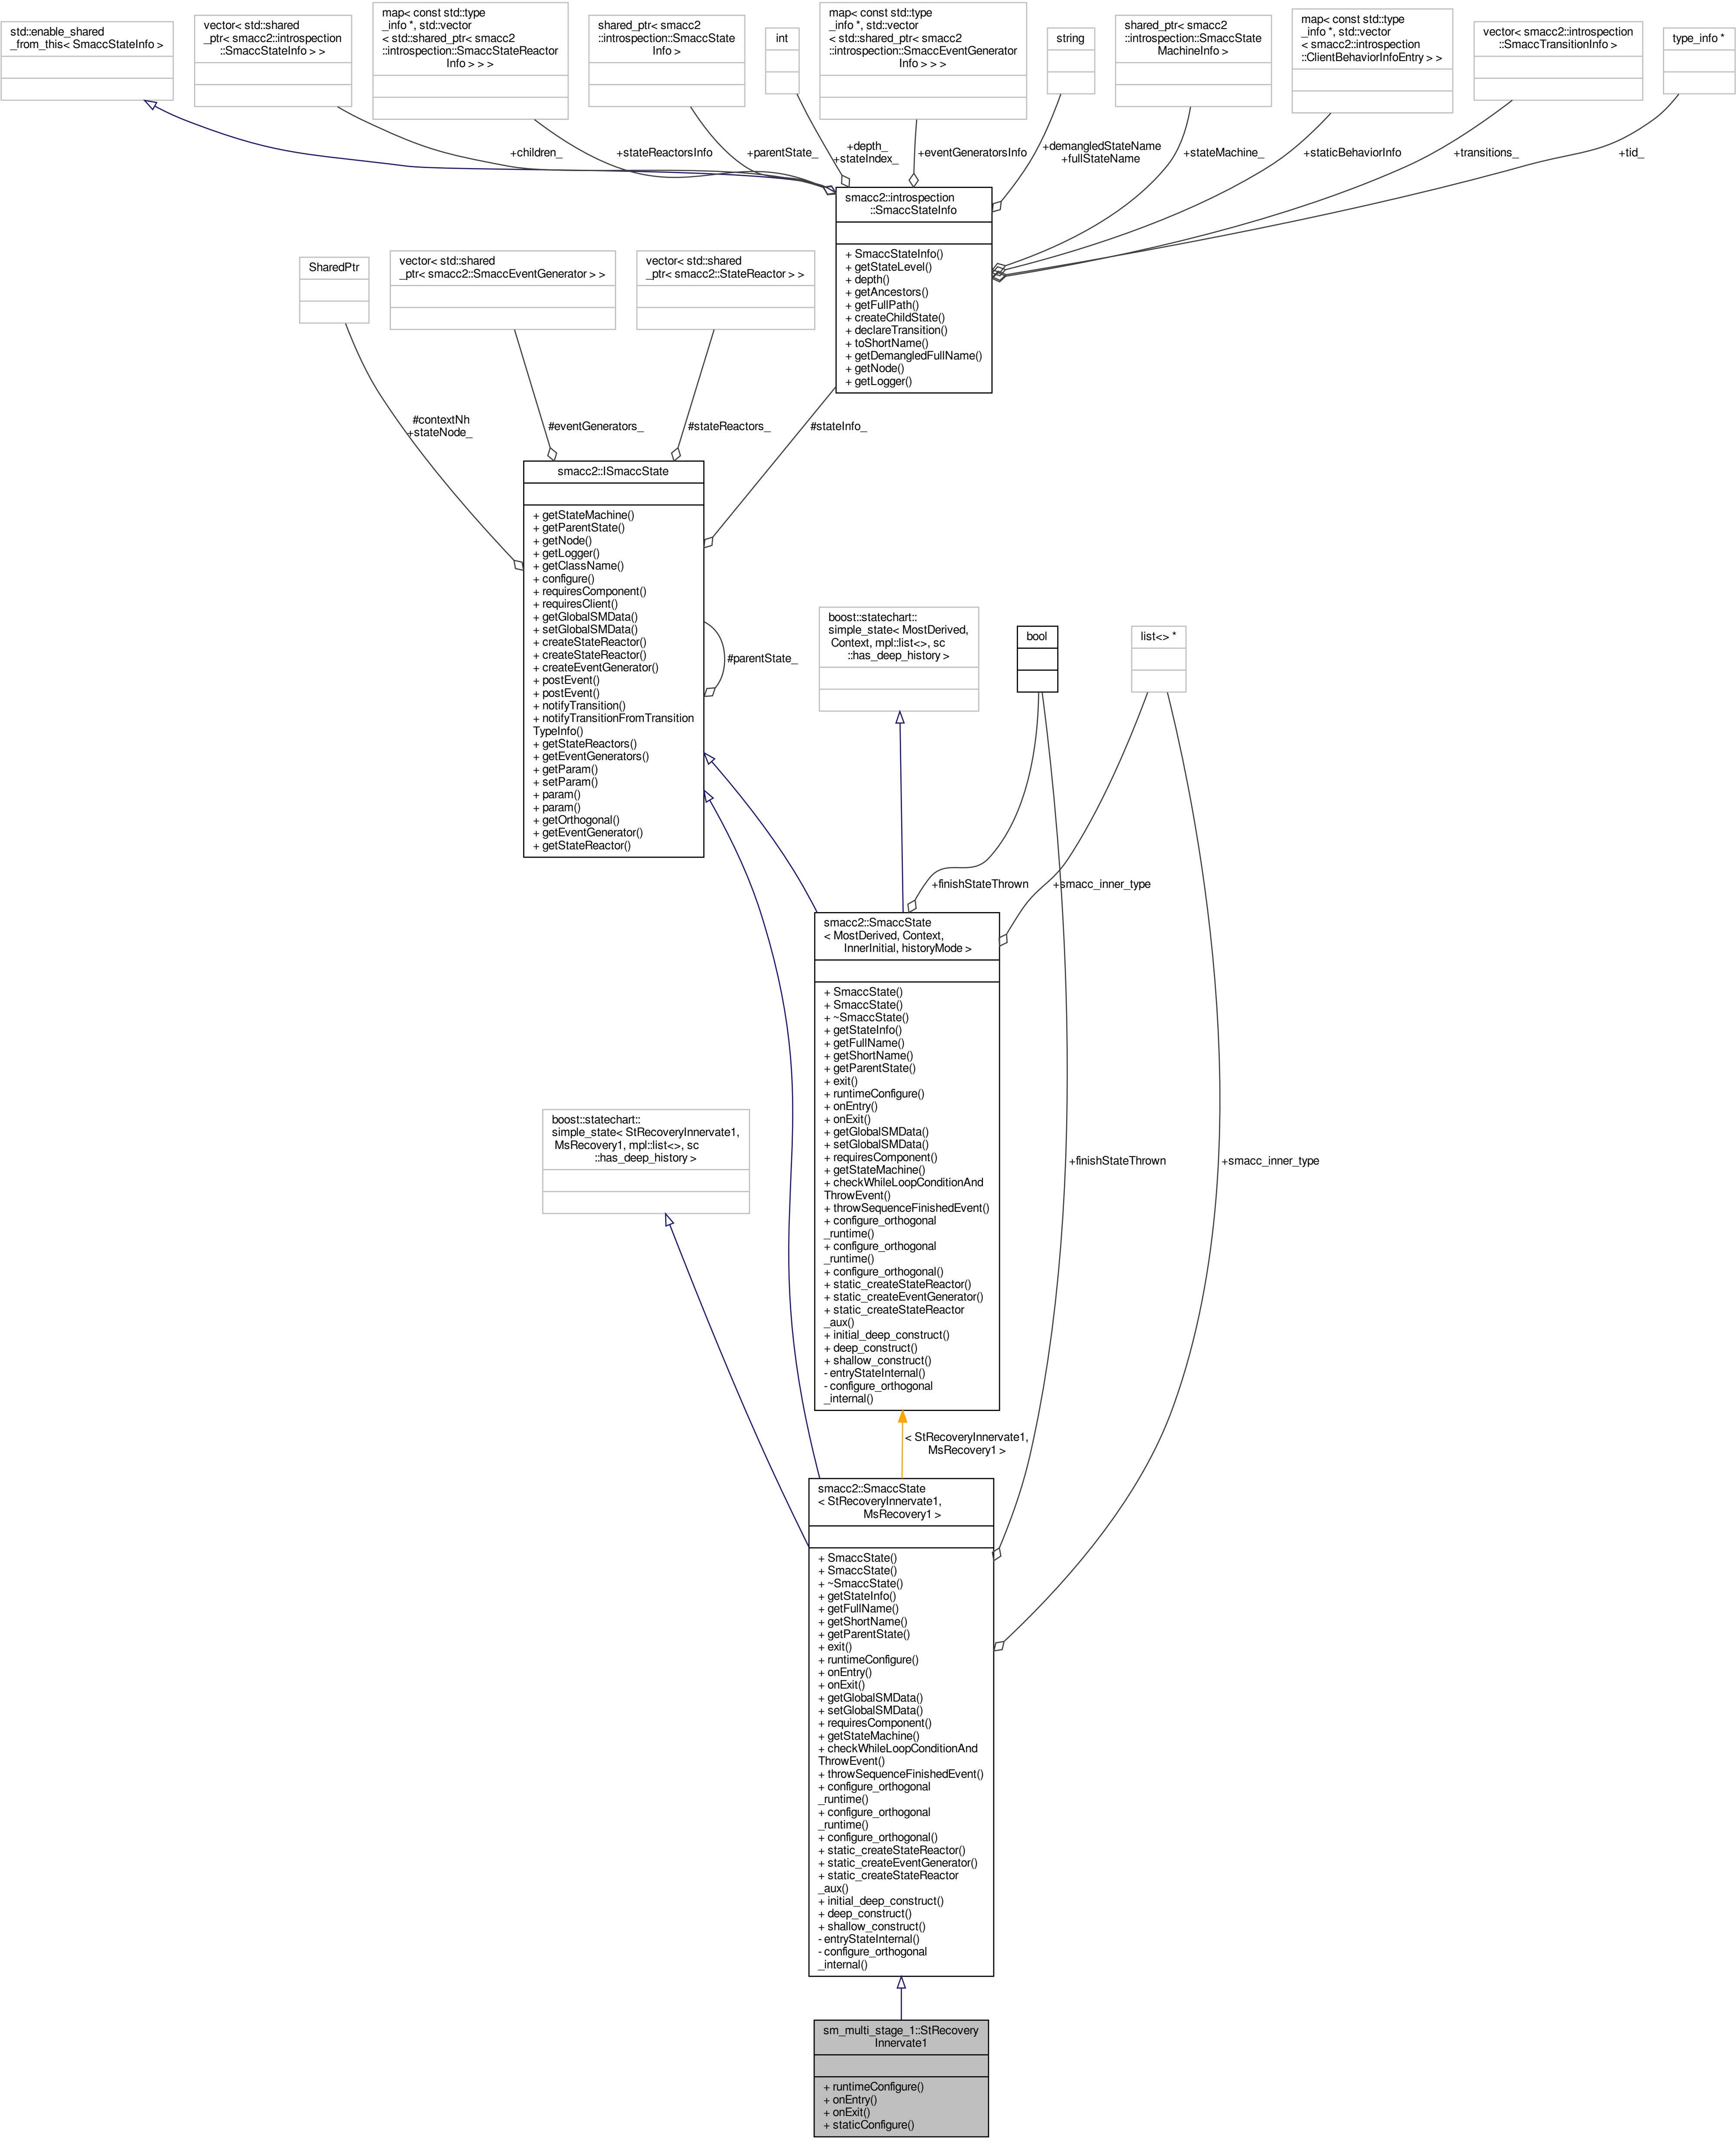 std::enable_shared
_from_this< SmaccStateInfo >
vector< std::shared
_ptr< smacc2::introspection
::SmaccStateInfo > >
map< const std::type
_info *, std::vector
< std::shared_ptr< smacc2
::introspection::SmaccStateReactor
Info > > >
shared_ptr< smacc2
::introspection::SmaccState
Info >
int
map< const std::type
_info *, std::vector
< std::shared_ptr< smacc2
::introspection::SmaccEventGenerator
Info > > >
string
shared_ptr< smacc2
::introspection::SmaccState
MachineInfo >
map< const std::type
_info *, std::vector
< smacc2::introspection
::ClientBehaviorInfoEntry > >
vector< smacc2::introspection
::SmaccTransitionInfo >
type_info *
+children_
+stateReactorsInfo
+parentState_
+depth_
+stateIndex_
+eventGeneratorsInfo
+demangledStateName
+fullStateName
+stateMachine_
+staticBehaviorInfo
+transitions_
+tid_
smacc2::introspection
::SmaccStateInfo
+ SmaccStateInfo()
+ getStateLevel()
+ depth()
+ getAncestors()
+ getFullPath()
+ createChildState()
+ declareTransition()
+ toShortName()
+ getDemangledFullName()
+ getNode()
+ getLogger()
SharedPtr
vector< std::shared
_ptr< smacc2::SmaccEventGenerator > >
vector< std::shared
_ptr< smacc2::StateReactor > >
#contextNh
+stateNode_
#eventGenerators_
#stateReactors_
#stateInfo_
smacc2::ISmaccState
+ getStateMachine()
+ getParentState()
+ getNode()
+ getLogger()
+ getClassName()
+ configure()
+ requiresComponent()
+ requiresClient()
+ getGlobalSMData()
+ setGlobalSMData()
+ createStateReactor()
+ createStateReactor()
+ createEventGenerator()
+ postEvent()
+ postEvent()
+ notifyTransition()
+ notifyTransitionFromTransition
TypeInfo()
+ getStateReactors()
+ getEventGenerators()
+ getParam()
+ setParam()
+ param()
+ param()
+ getOrthogonal()
+ getEventGenerator()
+ getStateReactor()
#parentState_
boost::statechart::
simple_state< MostDerived,
Context, mpl::list<>, sc
::has_deep_history >
bool
list<> *
+finishStateThrown
+smacc_inner_type
smacc2::SmaccState
< MostDerived, Context,
InnerInitial, historyMode >
+ SmaccState()
+ SmaccState()
+ ~SmaccState()
+ getStateInfo()
+ getFullName()
+ getShortName()
+ getParentState()
+ exit()
+ runtimeConfigure()
+ onEntry()
+ onExit()
+ getGlobalSMData()
+ setGlobalSMData()
+ requiresComponent()
+ getStateMachine()
+ checkWhileLoopConditionAnd
ThrowEvent()
+ throwSequenceFinishedEvent()
+ configure_orthogonal
_runtime()
+ configure_orthogonal
_runtime()
+ configure_orthogonal()
+ static_createStateReactor()
+ static_createEventGenerator()
+ static_createStateReactor
_aux()
+ initial_deep_construct()
+ deep_construct()
+ shallow_construct()
- entryStateInternal()
- configure_orthogonal
_internal()
boost::statechart::
simple_state< StRecoveryInnervate1,
MsRecovery1, mpl::list<>, sc
::has_deep_history >
+finishStateThrown
+smacc_inner_type
< StRecoveryInnervate1,
MsRecovery1 >
smacc2::SmaccState
< StRecoveryInnervate1,
MsRecovery1 >
+ SmaccState()
+ SmaccState()
+ ~SmaccState()
+ getStateInfo()
+ getFullName()
+ getShortName()
+ getParentState()
+ exit()
+ runtimeConfigure()
+ onEntry()
+ onExit()
+ getGlobalSMData()
+ setGlobalSMData()
+ requiresComponent()
+ getStateMachine()
+ checkWhileLoopConditionAnd
ThrowEvent()
+ throwSequenceFinishedEvent()
+ configure_orthogonal
_runtime()
+ configure_orthogonal
_runtime()
+ configure_orthogonal()
+ static_createStateReactor()
+ static_createEventGenerator()
+ static_createStateReactor
_aux()
+ initial_deep_construct()
+ deep_construct()
+ shallow_construct()
- entryStateInternal()
- configure_orthogonal
_internal()
sm_multi_stage_1::StRecovery
Innervate1
+ runtimeConfigure()
+ onEntry()
+ onExit()
+ staticConfigure()